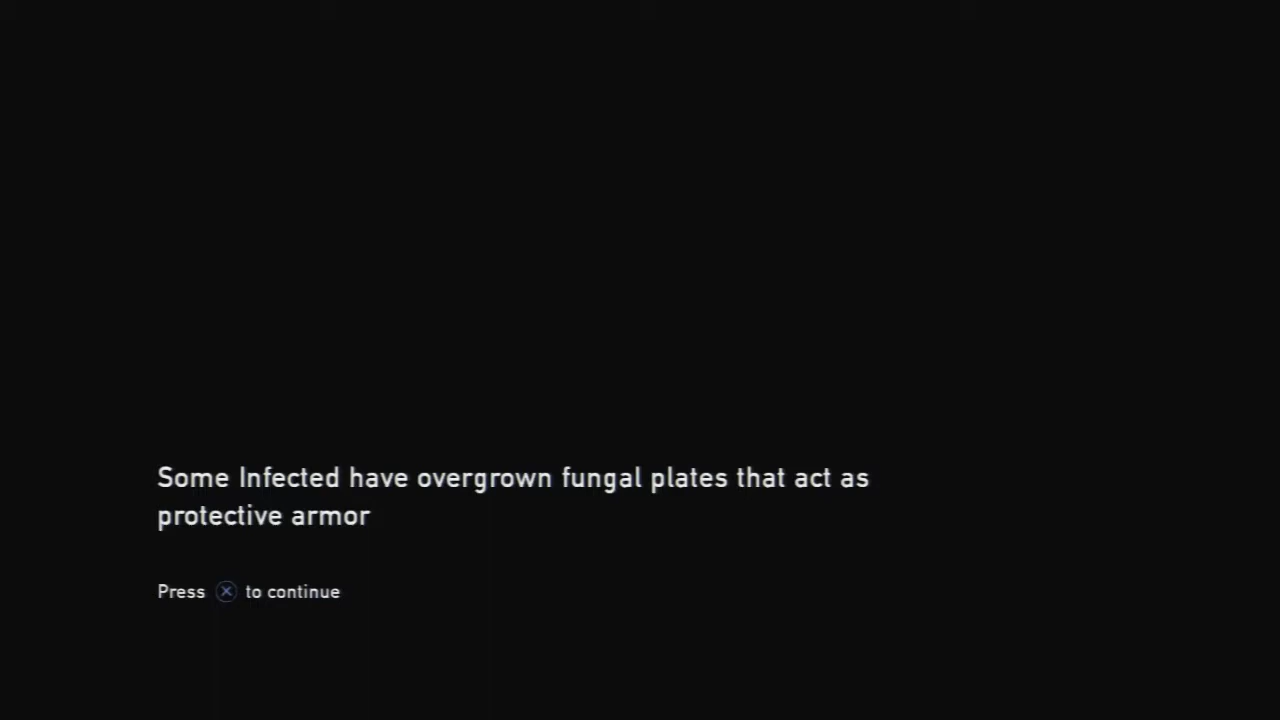 Some Infected have overgrown fungal plates that act as
protective armor
Press ⓧ to continue